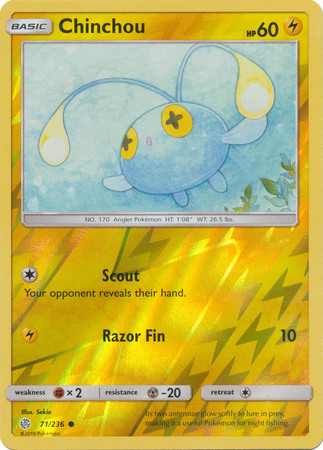 BASIC Chinchou HP 60
NO. 170 Angler Pokémon HT: 1'08" WT: 26.5 lbs.
Scout
Your opponent reveals their hand.
Razor Fin 10
weakness × 2 resistance -20 retreat
Illus. Sekio
71/236
Its two antennae glow softly to lure in prey,
making it a useful Pokémon for night fishing.
©2019 Pokémon